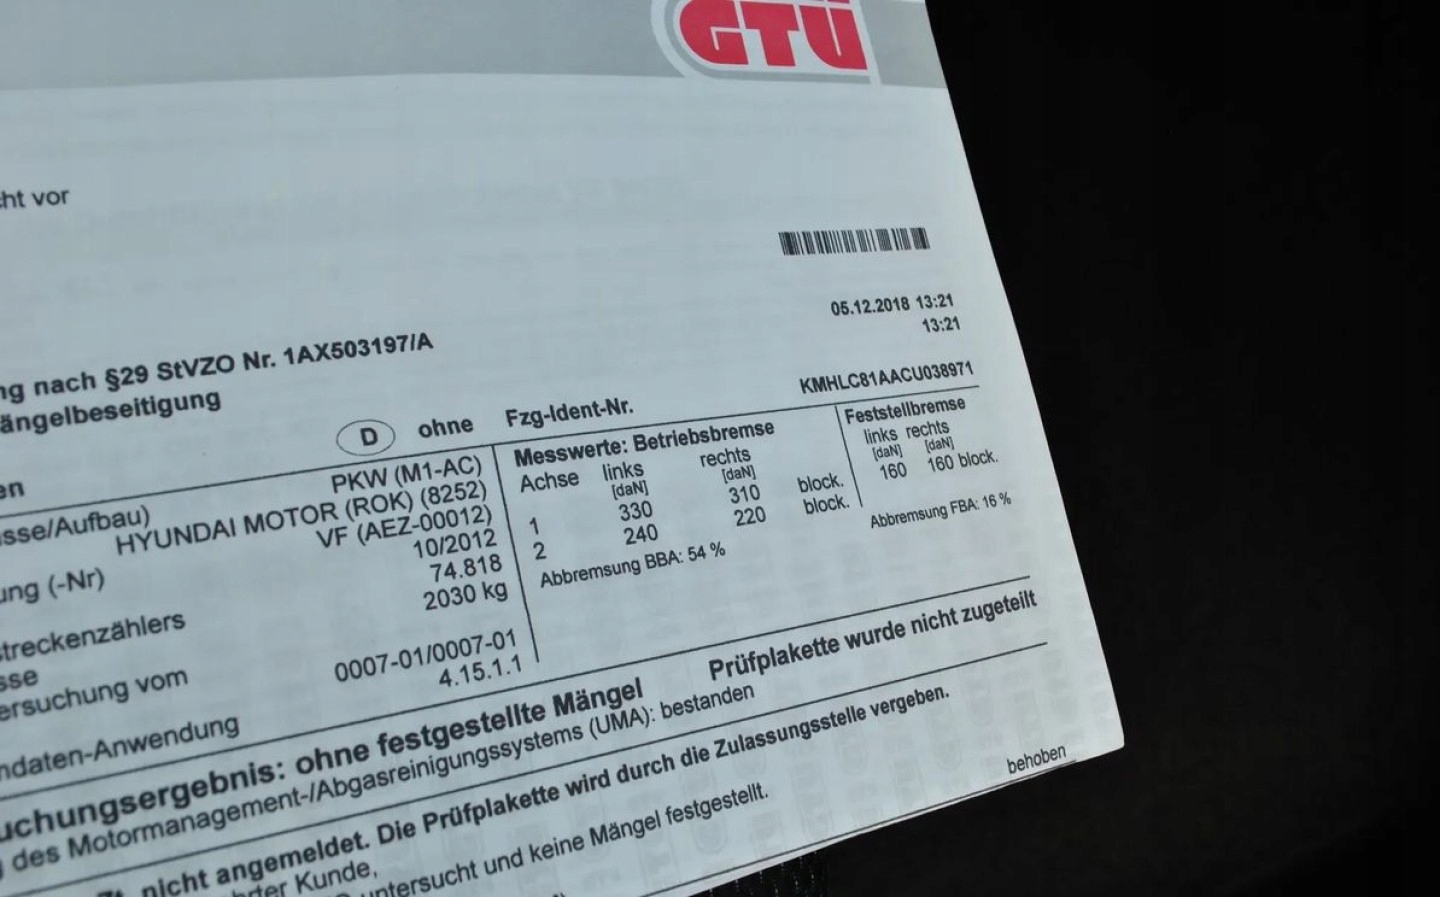 GTÜ
cht vor
05.12.2018 13:21
13:21
ng nach §29 StVZO Nr. 1AX503197/A
ängelbeseitigung
D ohne Fzg-Ident-Nr. KMHLC81AACU038971
en
sse/Aufbau) PKW (M1-AC)
HYUNDAI MOTOR (ROK) (8252)
VF (AEZ-00012)
ung (-Nr) 10/2012
74.818
treckenzählers 2030 kg
sse
ersuchung vom 0007-01/0007-01
4.15.1.1
ndaten-Anwendung
Messwerte: Betriebsbremse
Achse links rechts
[daN] [daN]
1 330 310 block.
2 240 220 block.
Abbremsung BBA: 54 %
Feststellbremse
links rechts
[daN] [daN]
160 160 block.
Abbremsung FBA: 16 %
uchungsergebnis: ohne festgestellte Mängel Prüfplakette wurde nicht zugeteilt
g des Motormanagement-/Abgasreinigungssystems (UMA): bestanden
nicht angemeldet. Die Prüfplakette wird durch die Zulassungsstelle vergeben.
hrter Kunde,
untersucht und keine Mängel festgestellt.
behoben